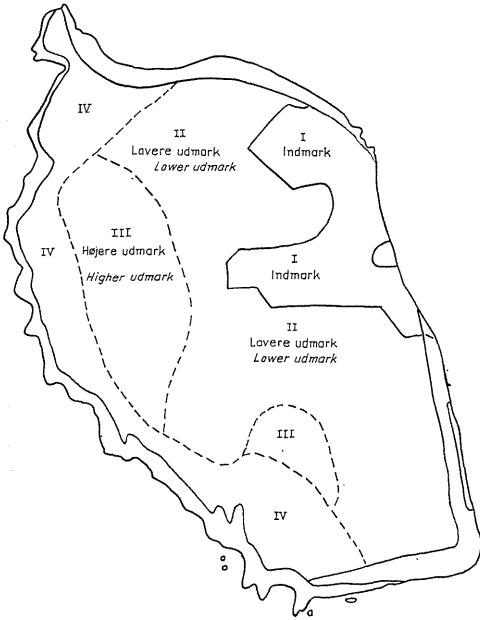 IV
II
Lavere udmark
Lower udmark
I
Indmark
III
Højere udmark
Higher udmark
IV
I
Indmark
II
Lavere udmark
Lower udmark
III
IV